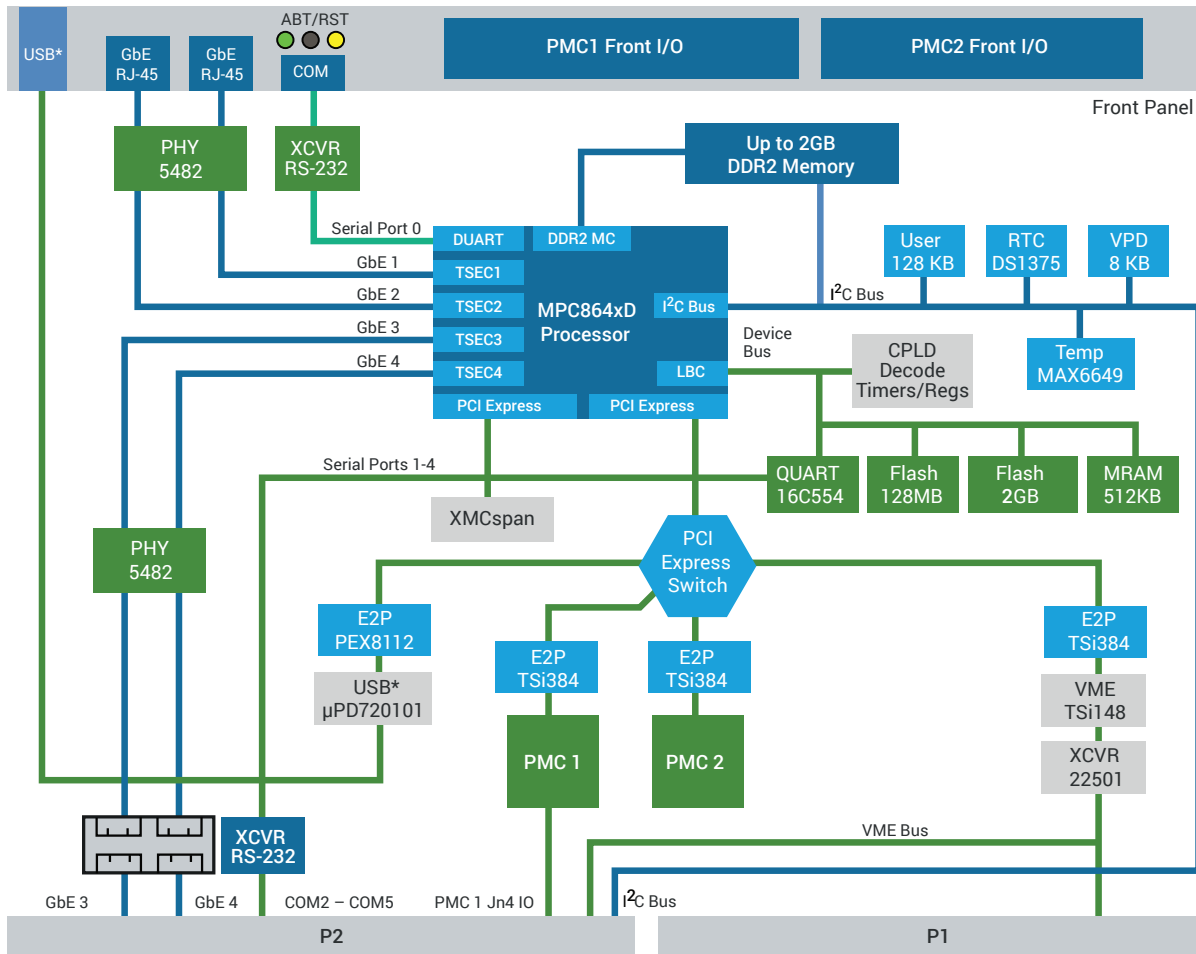 ABT/RST
USB*
GbE
RJ-45
GbE
RJ-45
COM
PMC1 Front I/O
PMC2 Front I/O
Front Panel
PHY
5482
XCVR
RS-232
Up to 2GB
DDR2 Memory
Serial Port 0
DUART
DDR2 MC
User
128 KB
RTC
DS1375
VPD
8 KB
GbE 1
TSEC1
GbE 2
TSEC2
MPC864xD
Processor
I²C Bus
I²C Bus
GbE 3
TSEC3
Device
Bus
CPLD
Decode
Timers/Regs
Temp
MAX6649
GbE 4
TSEC4
LBC
PCI Express
PCI Express
Serial Ports 1-4
QUART
16C554
Flash
128MB
Flash
2GB
MRAM
512KB
XMCspan
PHY
5482
PCI
Express
Switch
E2P
PEX8112
E2P
TSi384
E2P
TSi384
E2P
TSi384
USB*
µPD720101
VME
TSi148
PMC 1
PMC 2
XCVR
22501
XCVR
RS-232
VME Bus
GbE 3
GbE 4
COM2 – COM5
PMC 1 Jn4 IO
I²C Bus
P2
P1